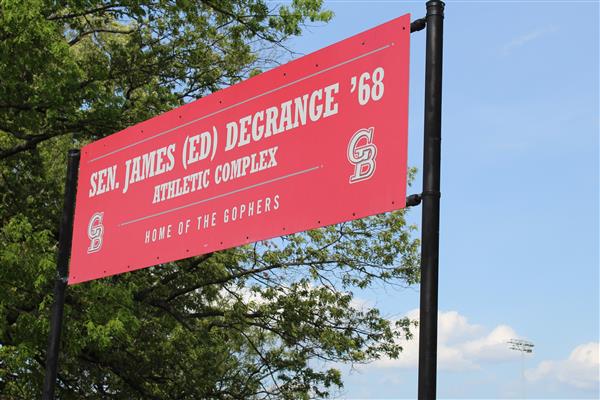 SEN. JAMES (ED) DEGRANGE '68
ATHLETIC COMPLEX
GB
GB
HOME OF THE GOPHERS